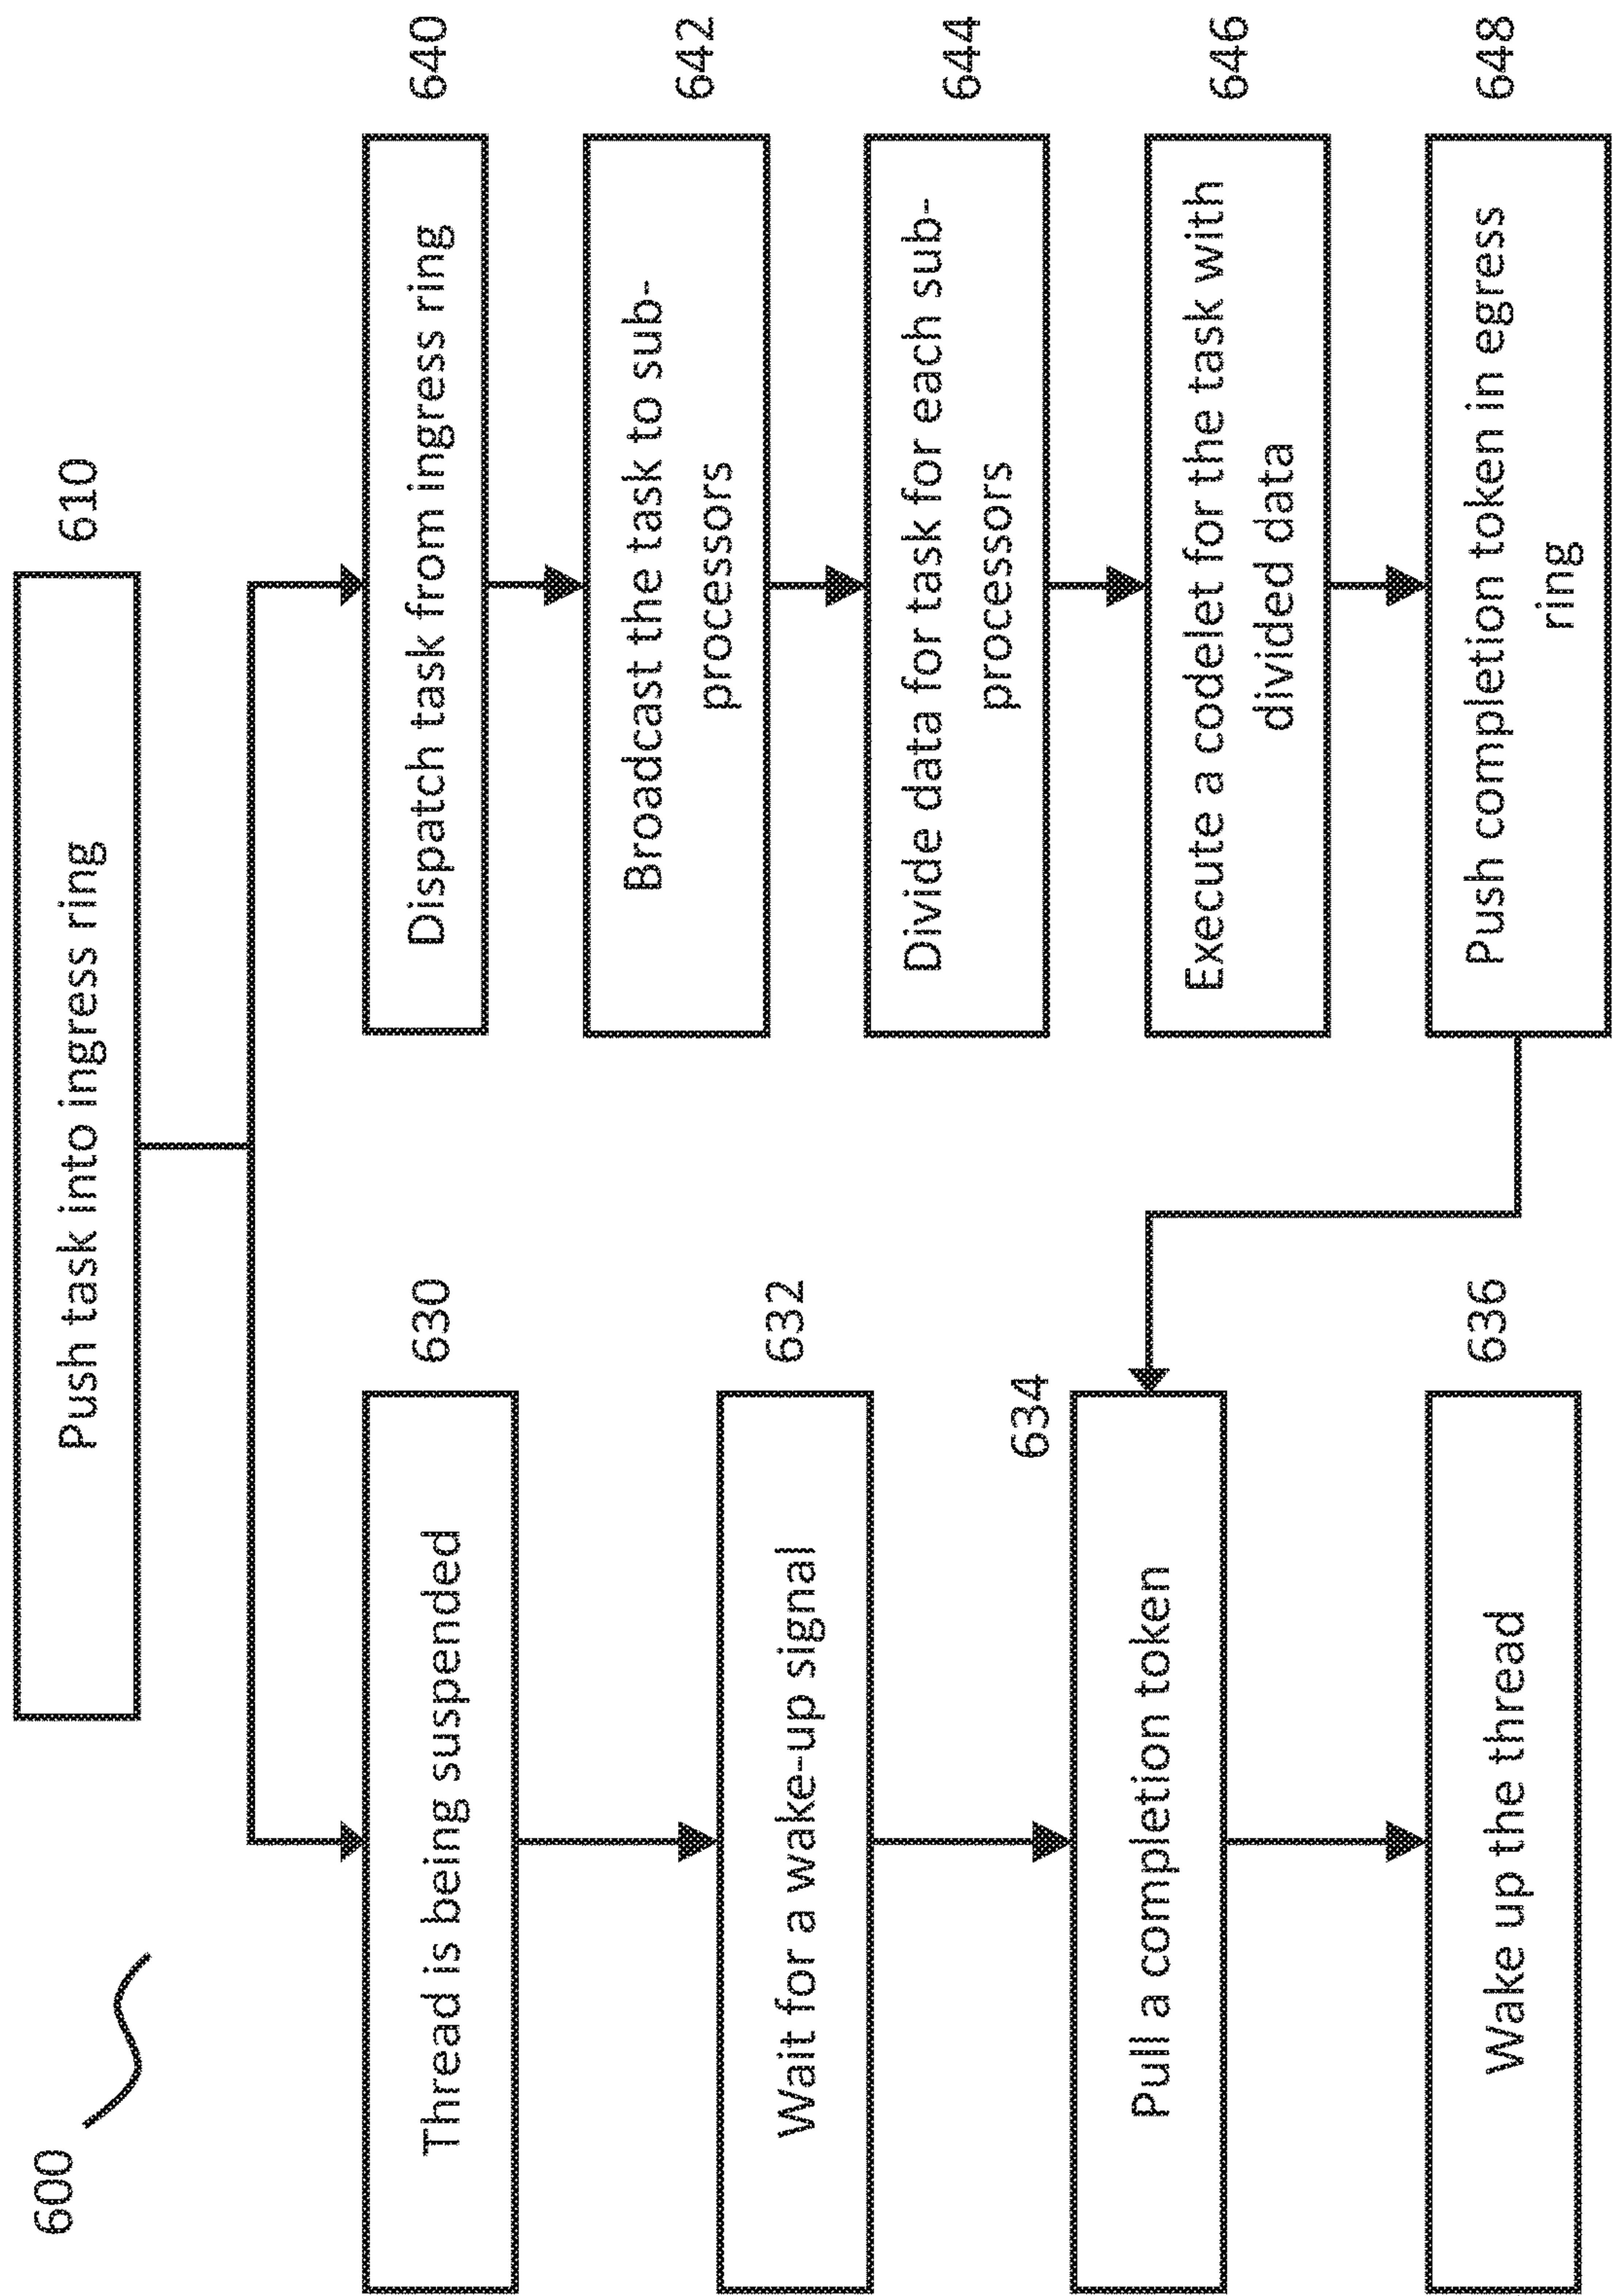 600
Push task into ingress ring
610
Thread is being suspended
630
Wait for a wake-up signal
632
634
Pull a completion token
Wake up the thread
636
Dispatch task from ingress ring
640
Broadcast the task to sub-
processors
642
Divide data for task for each sub-
processors
644
Execute a codelet for the task with
divided data
646
Push completion token in egress
ring
648